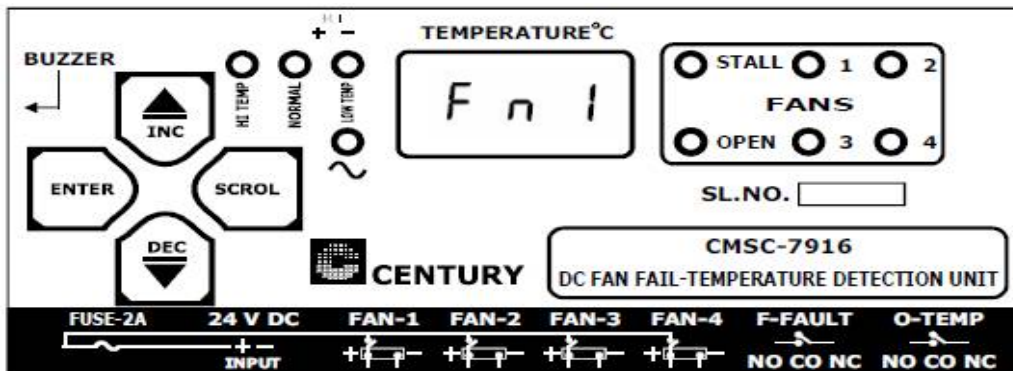 + -
TEMPERATURE°C
BUZZER
HI TEMP
NORMAL
LOW TEMP
Fn1
STALL 1 2
FANS
OPEN 3 4
INC
ENTER
SCROL
DEC
SL.NO.
CENTURY
CMSC-7916
DC FAN FAIL-TEMPERATURE DETECTION UNIT
FUSE-2A 24 V DC FAN-1 FAN-2 FAN-3 FAN-4 F-FAULT O-TEMP
+ - + - + - + - + -
INPUT NO CO NC NO CO NC